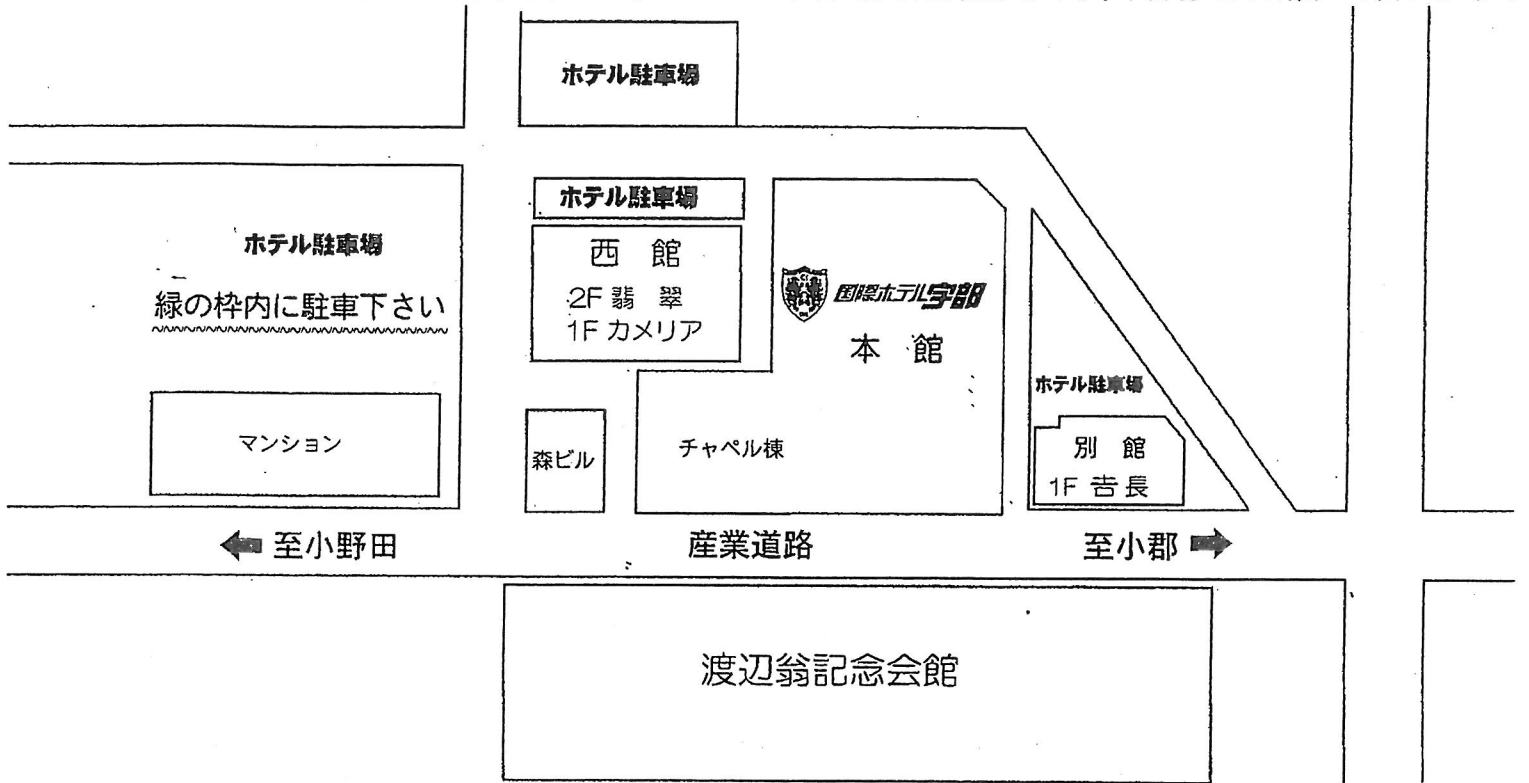 ホテル駐車場
ホテル駐車場
緑の枠内に駐車下さい
マンション
ホテル駐車場
西 館
2F 翡 翠
1F カメリア
森ビル
国際ホテル宇部
本 館
チャペル棟
ホテル駐車場
別 館
1F 吉長
至小野田
産業道路
至小郡
渡辺翁記念会館